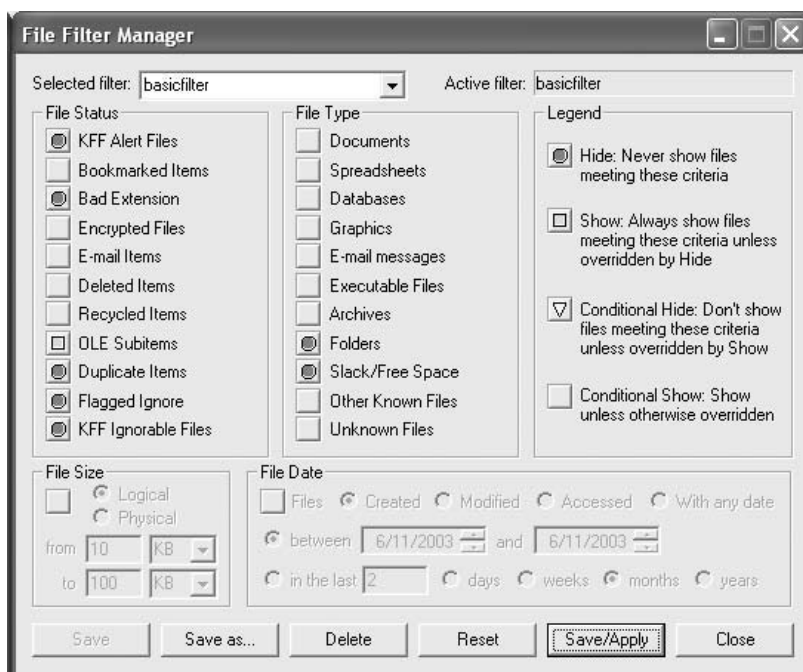 File Filter Manager
Selected filter: basicfilter
Active filter: basicfilter
File Status
KFF Alert Files
Bookmarked Items
Bad Extension
Encrypted Files
E-mail Items
Deleted Items
Recycled Items
OLE Subitems
Duplicate Items
Flagged Ignore
KFF Ignorable Files
File Type
Documents
Spreadsheets
Databases
Graphics
E-mail messages
Executable Files
Archives
Folders
Slack/Free Space
Other Known Files
Unknown Files
Legend
Hide: Never show files
meeting these criteria
Show: Always show files
meeting these criteria unless
overridden by Hide
Conditional Hide: Don't show
files meeting these criteria
unless overridden by Show
Conditional Show: Show
unless otherwise overridden
File Size
Logical
Physical
from 10 KB
to 100 KB
File Date
Files Created Modified Accessed With any date
between 6/11/2003 and 6/11/2003
in the last 2 days weeks months years
Save Save as... Delete Reset Save/Apply Close